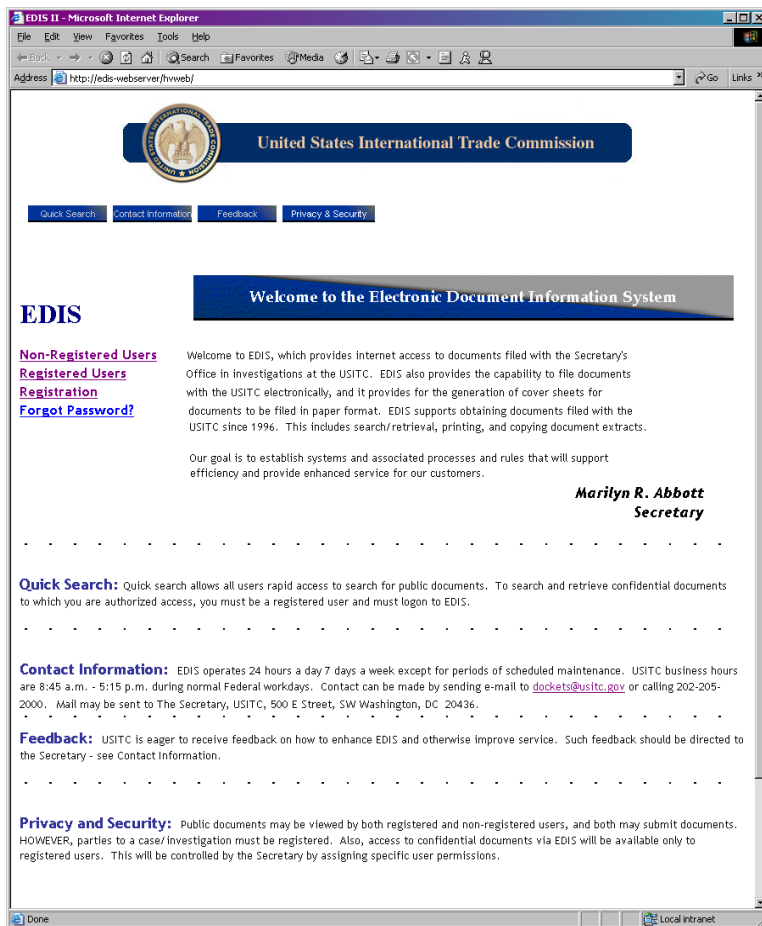 EDIS II - Microsoft Internet Explorer
File Edit View Favorites Tools Help
Back Search Favorites Media
Address http://edis-webserver/hvweb/ Go Links »
United States International Trade Commission
Quick Search Contact Information Feedback Privacy & Security
Welcome to the Electronic Document Information System
EDIS
Non-Registered Users
Registered Users
Registration
Forgot Password?
Welcome to EDIS, which provides internet access to documents filed with the Secretary's
Office in investigations at the USITC. EDIS also provides the capability to file documents
with the USITC electronically, and it provides for the generation of cover sheets for
documents to be filed in paper format. EDIS supports obtaining documents filed with the
USITC since 1996. This includes search/retrieval, printing, and copying document extracts.
Our goal is to establish systems and associated processes and rules that will support
efficiency and provide enhanced service for our customers.
Marilyn R. Abbott
Secretary
Quick Search: Quick search allows all users rapid access to search for public documents. To search and retrieve confidential documents
to which you are authorized access, you must be a registered user and must logon to EDIS.
Contact Information: EDIS operates 24 hours a day 7 days a week except for periods of scheduled maintenance. USITC business hours
are 8:45 a.m. - 5:15 p.m. during normal Federal workdays. Contact can be made by sending e-mail to dockets@usitc.gov or calling 202-205-
2000. Mail may be sent to The Secretary, USITC, 500 E Street, SW Washington, DC 20436.
Feedback: USITC is eager to receive feedback on how to enhance EDIS and otherwise improve service. Such feedback should be directed to
the Secretary - see Contact Information.
Privacy and Security: Public documents may be viewed by both registered and non-registered users, and both may submit documents.
HOWEVER, parties to a case/investigation must be registered. Also, access to confidential documents via EDIS will be available only to
registered users. This will be controlled by the Secretary by assigning specific user permissions.
Done Local intranet